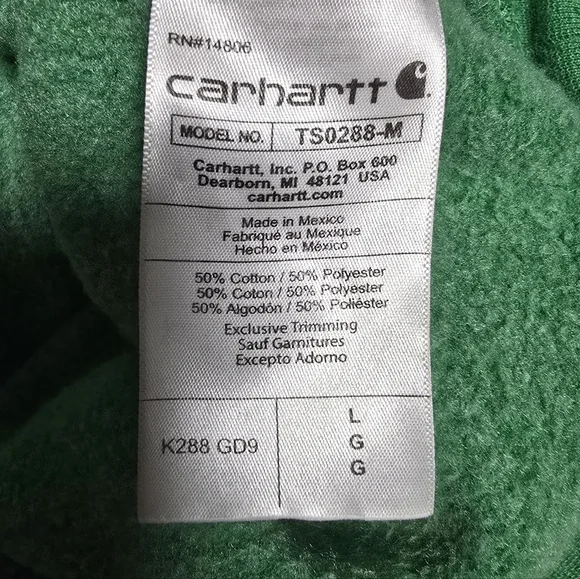 RN#14806
carhartt
MODEL NO. TS0288-M
Carhartt, Inc. P.O. Box 600
Dearborn, MI 48121 USA
carhartt.com
Made in Mexico
Fabriqué au Mexique
Hecho en México
50% Cotton / 50% Polyester
50% Coton / 50% Polyester
50% Algodón / 50% Poliéster
Exclusive Trimming
Sauf Garnitures
Excepto Adorno
K288 GD9
L
G
G